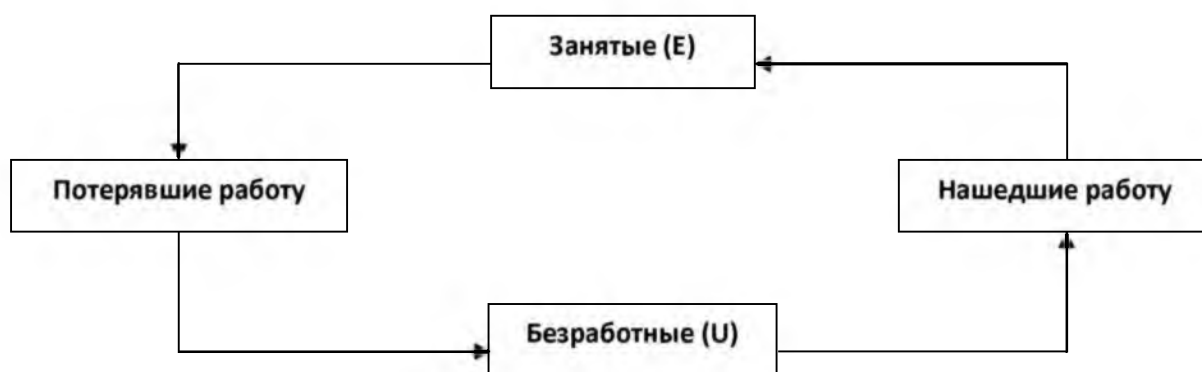 Занятые (E)
Потерявшие работу
Нашедшие работу
Безработные (U)